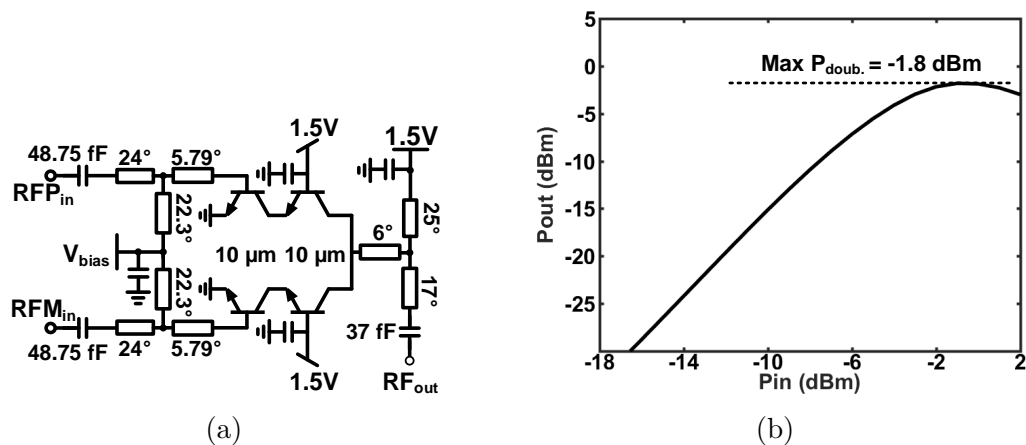 1.5V
1.5V
48.75 fF
24°
5.79°
RFPin
22.3°
25°
6°
Vbias
10 µm 10 µm
22.3°
17°
RFMin
37 fF
48.75 fF
24°
5.79°
1.5V
RFout
(a)
5
0
-5
-10
-15
-20
-25
Pout (dBm)
Max Pdoub. = -1.8 dBm
-18
-14
-10
-6
-2
2
Pin (dBm)
(b)